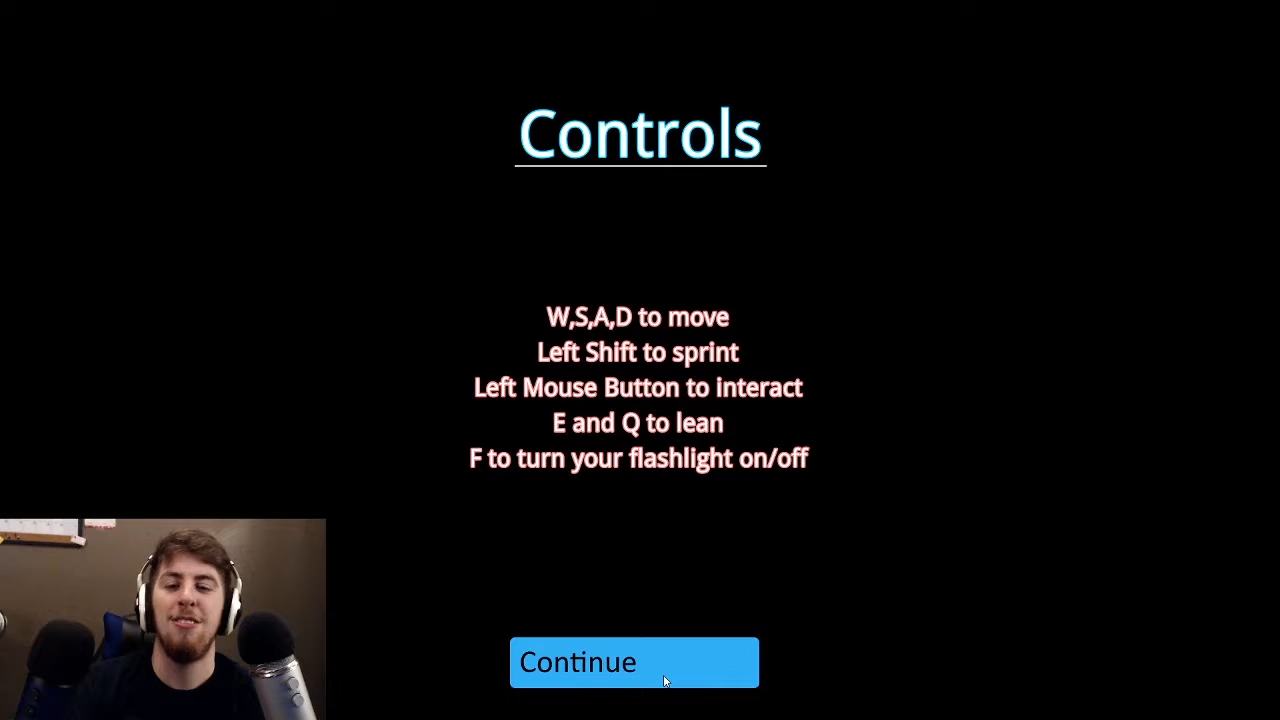 Controls
W,S,A,D to move
Left Shift to sprint
Left Mouse Button to interact
E and Q to lean
F to turn your flashlight on/off
Continue